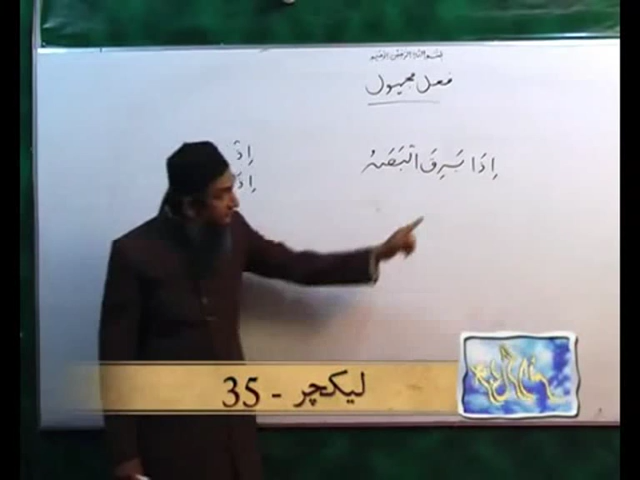 بسم اللہ الرحمن الرحیم
فعل مجہول
إِذَا بَرِقَ الْبَصَرُ
لیکچر - 35